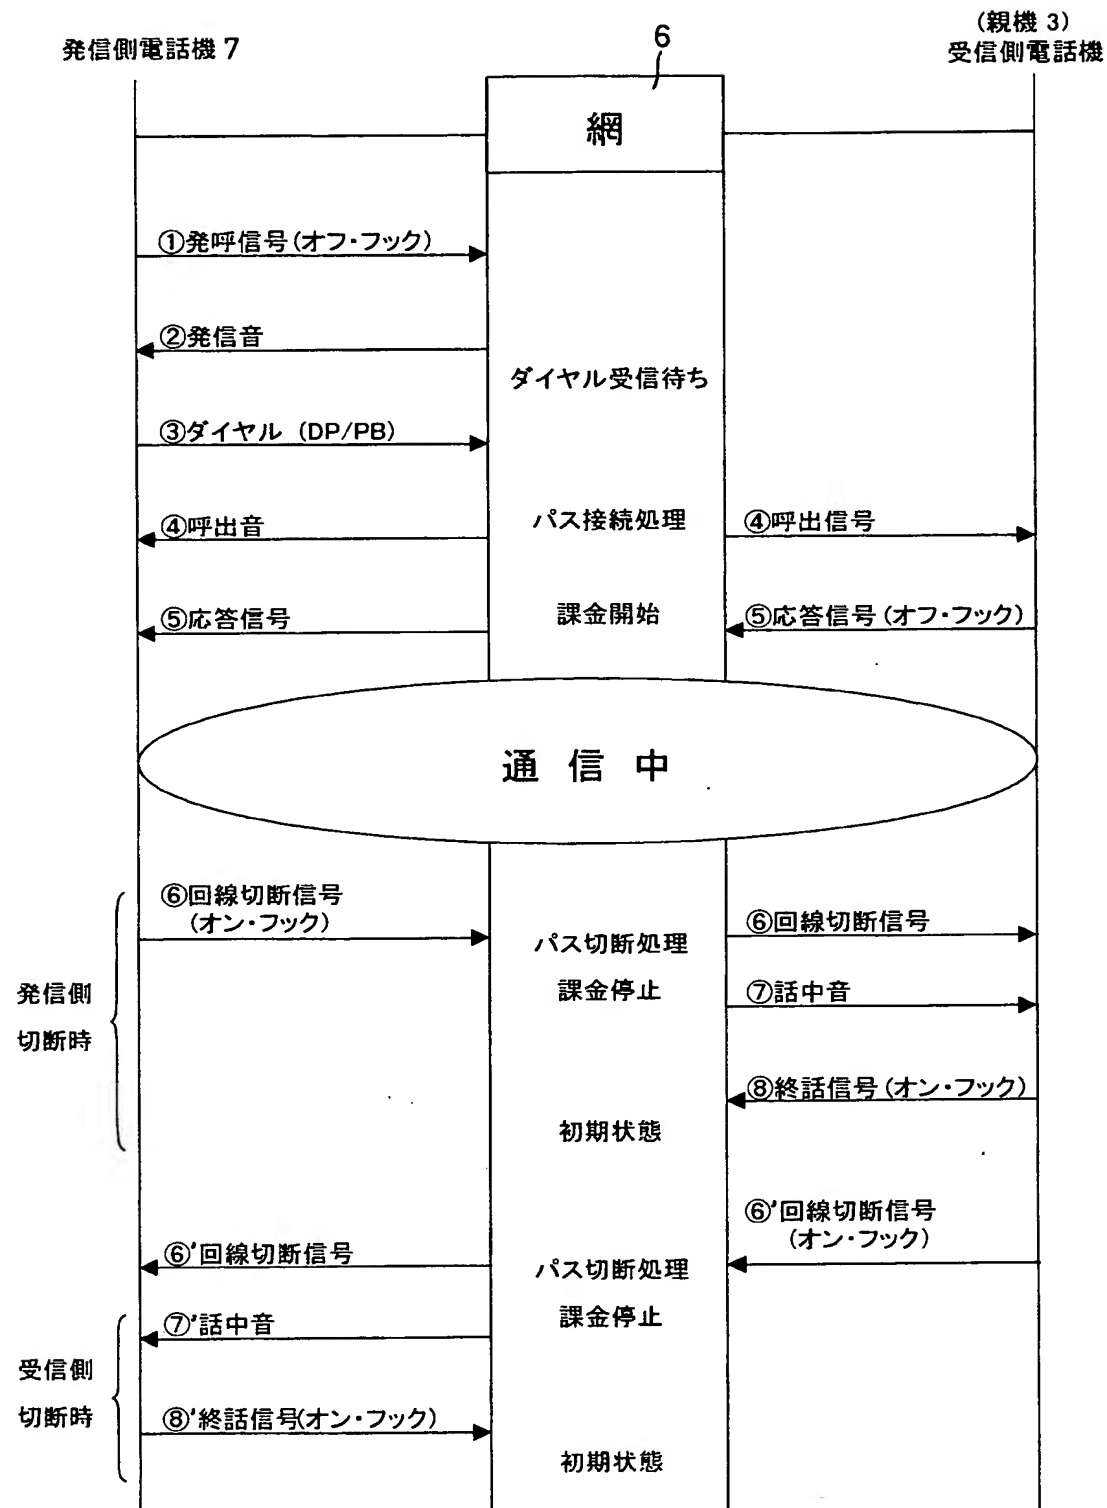 6
(親機 3)
発信側電話機 7
受信側電話機
網
①発呼信号(オフ・フック)
②発信音
ダイヤル受信待ち
③ダイヤル (DP/PB)
④呼出音
パス接続処理
④呼出信号
⑤応答信号
課金開始
⑤応答信号(オフ・フック)
通 信 中
⑥回線切断信号
(オン・フック)
⑥回線切断信号
パス切断処理
発信側
切断時
課金停止
⑦話中音
⑧終話信号(オン・フック)
初期状態
⑥'回線切断信号
(オン・フック)
⑥'回線切断信号
パス切断処理
課金停止
⑦'話中音
受信側
切断時
⑧'終話信号(オン・フック)
初期状態